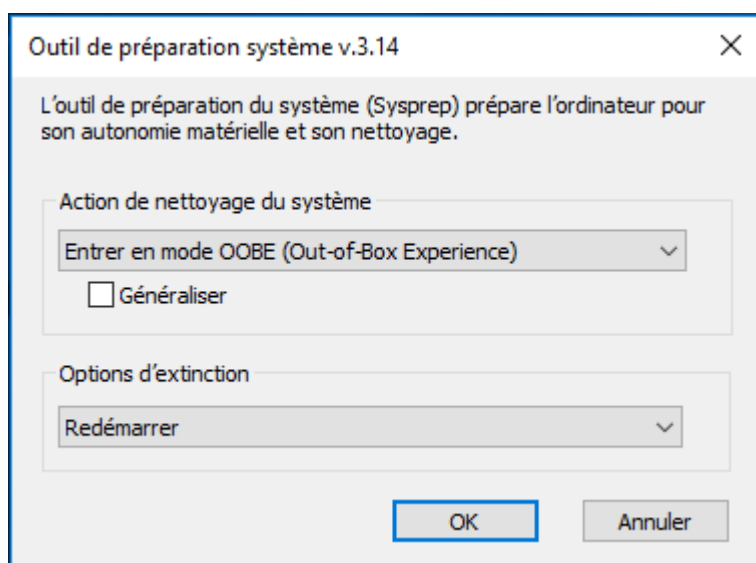 Outil de préparation système v.3.14
L’outil de préparation du système (Sysprep) prépare l’ordinateur pour
son autonomie matérielle et son nettoyage.
Action de nettoyage du système
Entrer en mode OOBE (Out-of-Box Experience)
Généraliser
Options d’extinction
Redémarrer
OK
Annuler